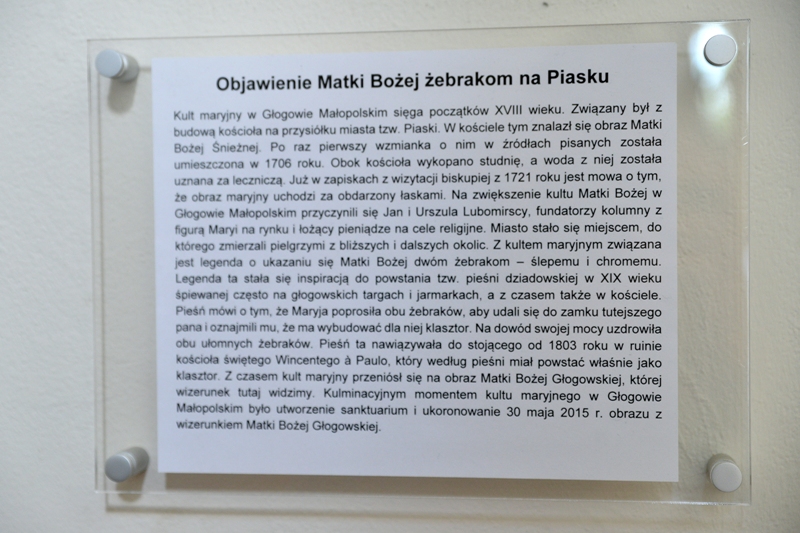 Objawienie Matki Bożej żebrakom na Piasku
Kult maryjny w Głogowie Małopolskim sięga początków XVIII wieku. Związany był z
budową kościoła na przysiółku miasta tzw. Piaski. W kościele tym znalazł się obraz Matki
Bożej Śnieżnej. Po raz pierwszy wzmianka o nim w źródłach pisanych została
umieszczona w 1706 roku. Obok kościoła wykopano studnię, a woda z niej została
uznana za leczniczą. Już w zapiskach z wizytacji biskupiej z 1721 roku jest mowa o tym,
że obraz maryjny uchodzi za obdarzony łaskami. Na zwiększenie kultu Matki Bożej w
Głogowie Małopolskim przyczynili się Jan i Urszula Lubomirscy, fundatorzy kolumny z
figurą Maryi na rynku i łożący pieniądze na cele religijne. Miasto stało się miejscem, do
którego zmierzali pielgrzymi z bliższych i dalszych okolic. Z kultem maryjnym związana
jest legenda o ukazaniu się Matki Bożej dwóm żebrakom – ślepemu i chromemu.
Legenda ta stała się inspiracją do powstania tzw. pieśni dziadowskiej w XIX wieku
śpiewanej często na głogowskich targach i jarmarkach, a z czasem także w kościele.
Pieśń mówi o tym, że Maryja poprosiła obu żebraków, aby udali się do zamku tutejszego
pana i oznajmili mu, że ma wybudować dla niej klasztor. Na dowód swojej mocy uzdrowiła
obu ułomnych żebraków. Pieśń ta nawiązywała do stojącego od 1803 roku w ruinie
kościoła świętego Wincentego à Paulo, który według pieśni miał powstać właśnie jako
klasztor. Z czasem kult maryjny przeniósł się na obraz Matki Bożej Głogowskiej, której
wizerunek tutaj widzimy. Kulminacyjnym momentem kultu maryjnego w Głogowie
Małopolskim było utworzenie sanktuarium i ukoronowanie 30 maja 2015 r. obrazu z
wizerunkiem Matki Bożej Głogowskiej.